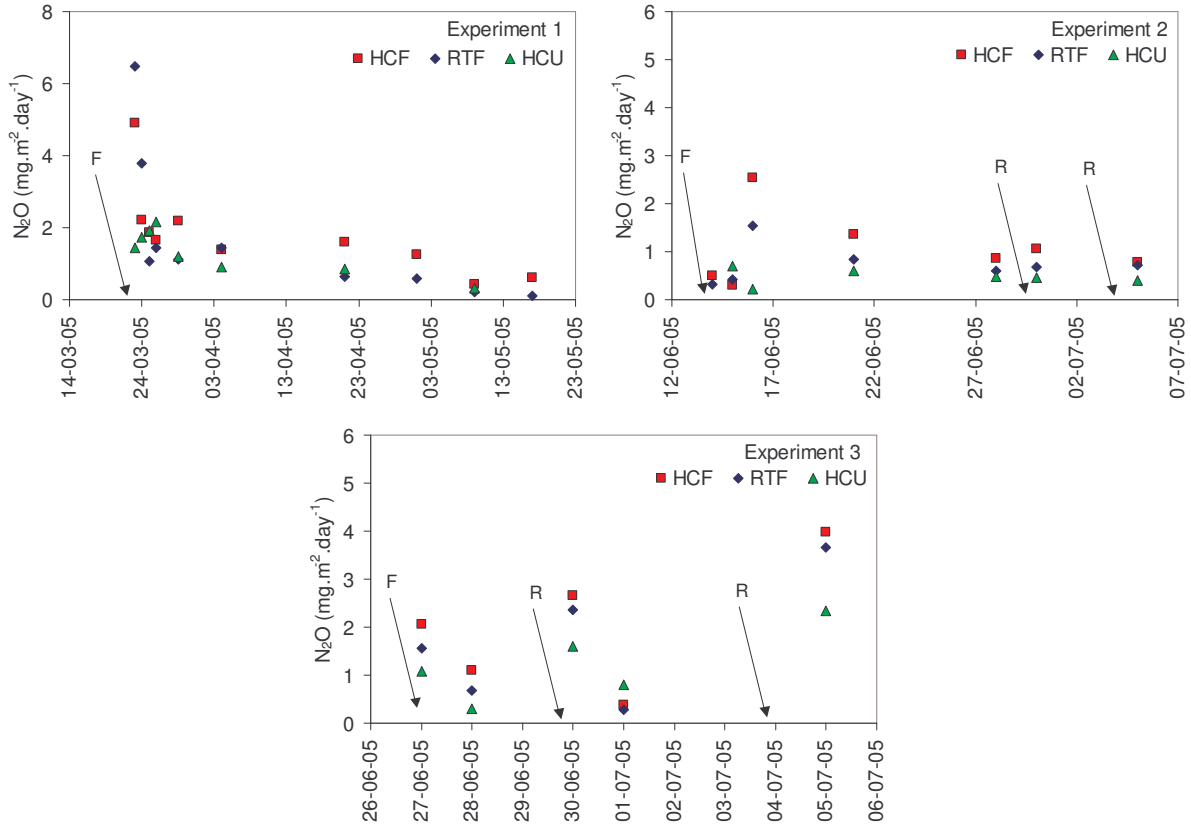 Experiment 1
HCF RTF HCU
N₂O (mg.m⁻².day⁻¹)
8
6
4
2
0
F
14-03-05
24-03-05
03-04-05
13-04-05
23-04-05
03-05-05
13-05-05
23-05-05
Experiment 2
HCF RTF HCU
N₂O (mg.m⁻².day⁻¹)
6
5
4
3
2
1
0
F
R
R
12-06-05
17-06-05
22-06-05
27-06-05
02-07-05
07-07-05
Experiment 3
HCF RTF HCU
N₂O (mg.m⁻².day⁻¹)
6
5
4
3
2
1
0
F
R
R
26-06-05
27-06-05
28-06-05
29-06-05
30-06-05
01-07-05
02-07-05
03-07-05
04-07-05
05-07-05
06-07-05